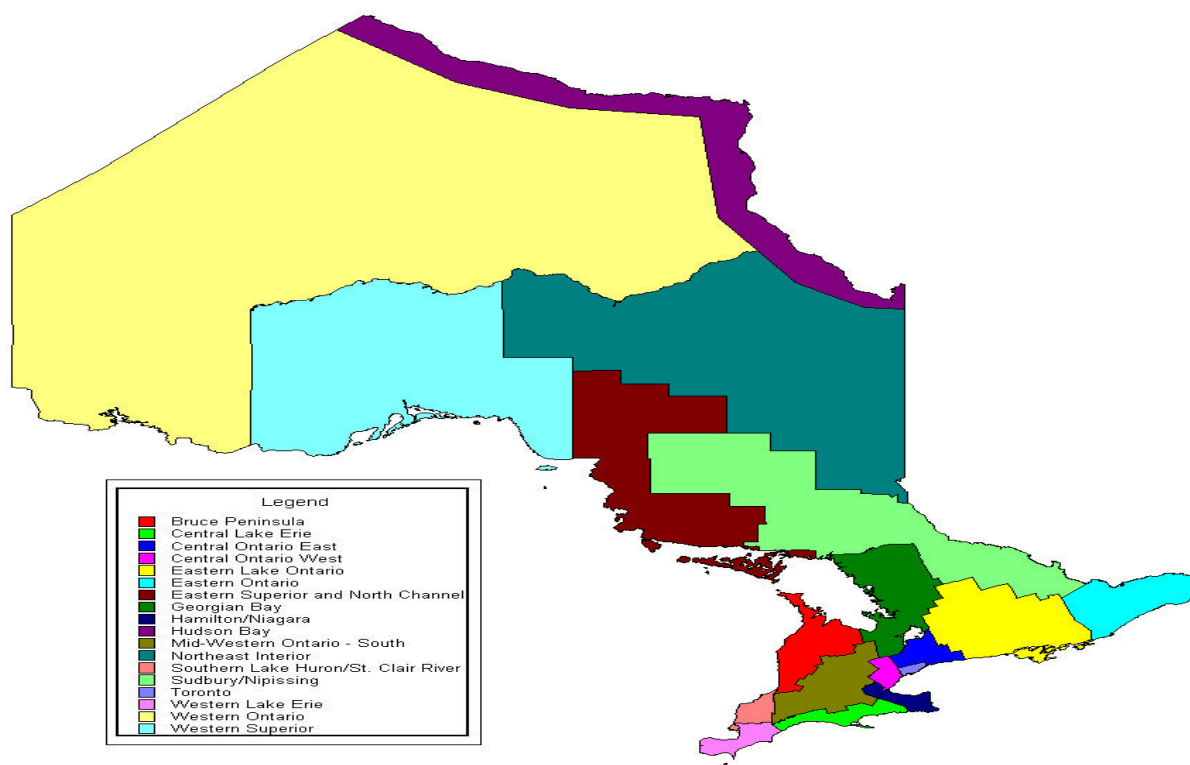 Legend
Bruce Peninsula
Central Lake Erie
Central Ontario East
Central Ontario West
Eastern Lake Ontario
Eastern Ontario
Eastern Superior and North Channel
Georgian Bay
Hamilton/Niagara
Hudson Bay
Mid-Western Ontario - South
Northeast Interior
Southern Lake Huron/St. Clair River
Sudbury/Nipissing
Toronto
Western Lake Erie
Western Ontario
Western Superior